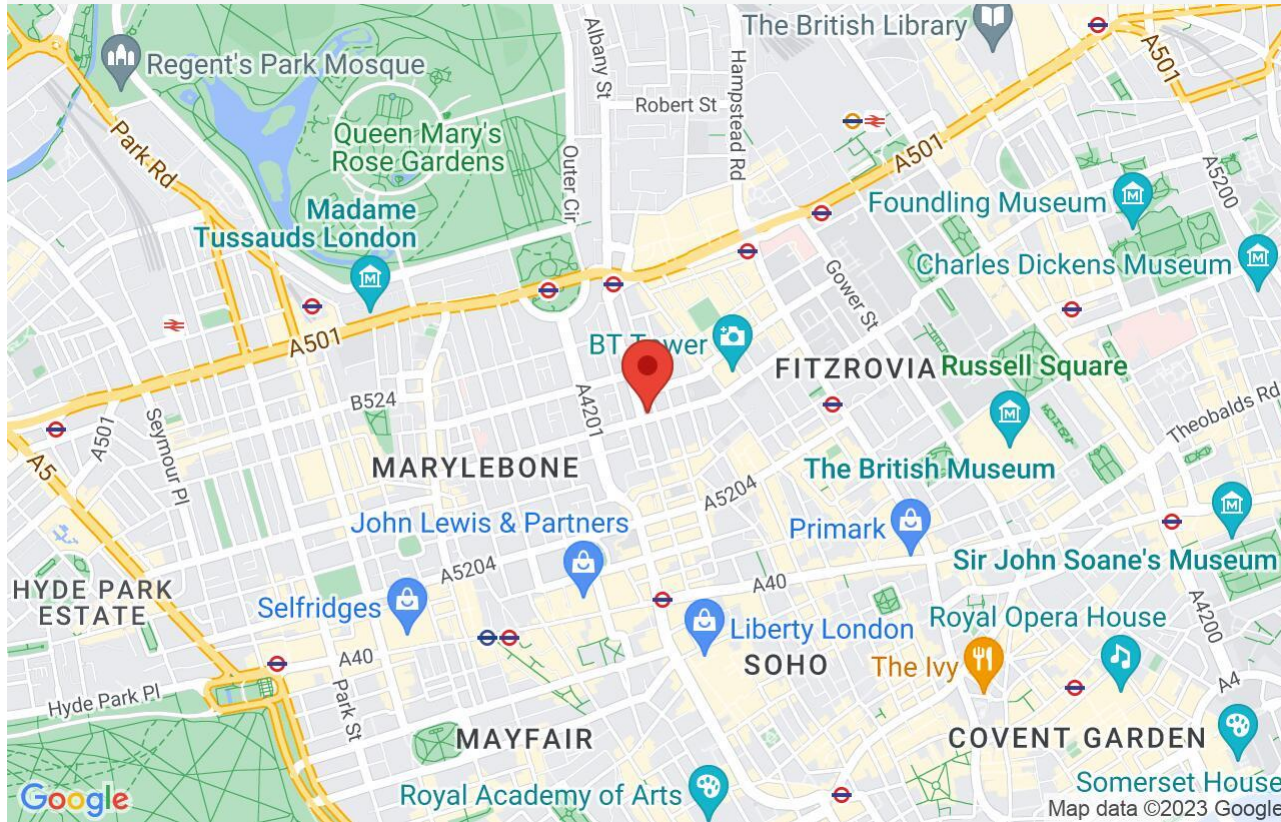 The British Library
A501
Albany St
Hampstead Rd
Regent's Park Mosque
Robert St
Queen Mary's
Rose Gardens
Outer Cir
Park Rd
A501
A5200
Foundling Museum
Madame
Tussauds London
Charles Dickens Museum
Gower St
A501
BT Tower
FITZROVIA
Russell Square
B524
A4201
Theobalds Rd
A501
Seymour Pl
A5
MARYLEBONE
The British Museum
A5204
John Lewis & Partners
Primark
Sir John Soane's Museum
HYDE PARK
ESTATE
A5204
A40
Selfridges
Royal Opera House
Liberty London
A4200
A40
SOHO
The Ivy
Hyde Park Pl
Park St
A4
MAYFAIR
COVENT GARDEN
Somerset House
Royal Academy of Arts
Google
Map data ©2023 Google